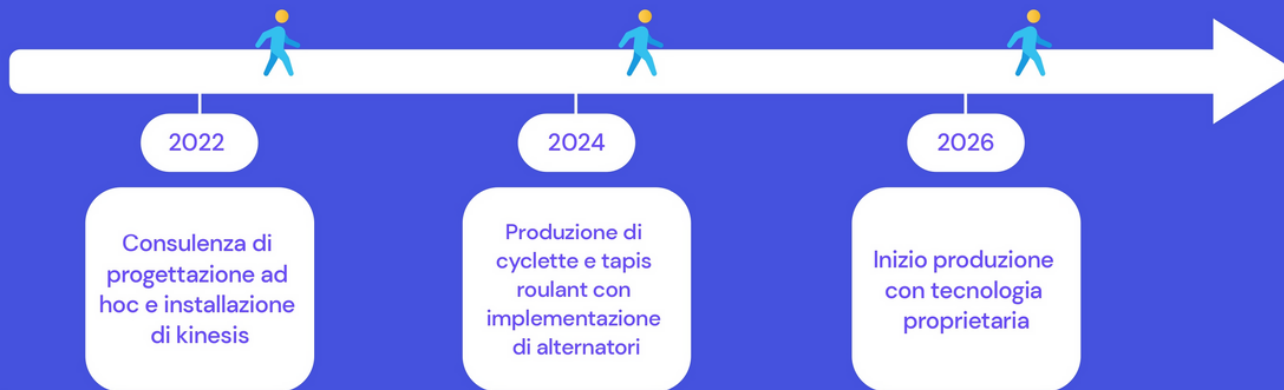 2022
Consulenza di
progettazione ad
hoc e installazione
di kinesis
2024
Produzione di
cyclette e tapis
roulant con
implementazione
di alternatori
2026
Inizio produzione
con tecnologia
proprietaria